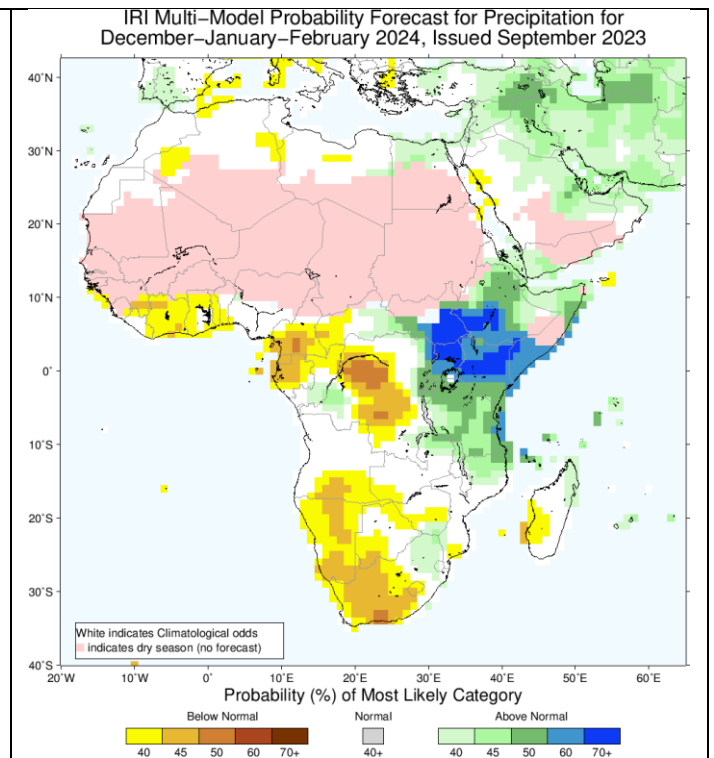 IRI Multi-Model Probability Forecast for Precipitation for
December-January-February 2024, Issued September 2023
40˚N
30˚N
20˚N
10˚N
0˚
10˚S
20˚S
30˚S
40˚S
White indicates Climatological odds
indicates dry season (no forecast)
20˚W 10˚W 0˚ 10˚E 20˚E 30˚E 40˚E 50˚E 60˚E
Probability (%) of Most Likely Category
Below Normal Normal Above Normal
40 45 50 60 70+ 40+ 40 45 50 60 70+